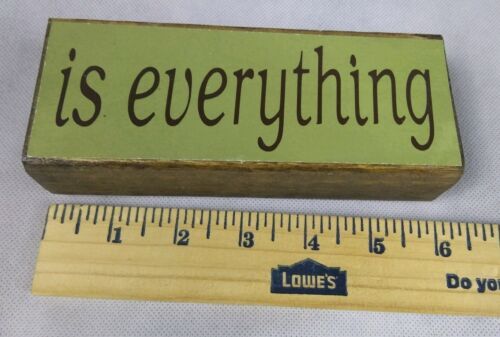 is everything
1 2 3 4 5 6
LOWE'S
Do yo